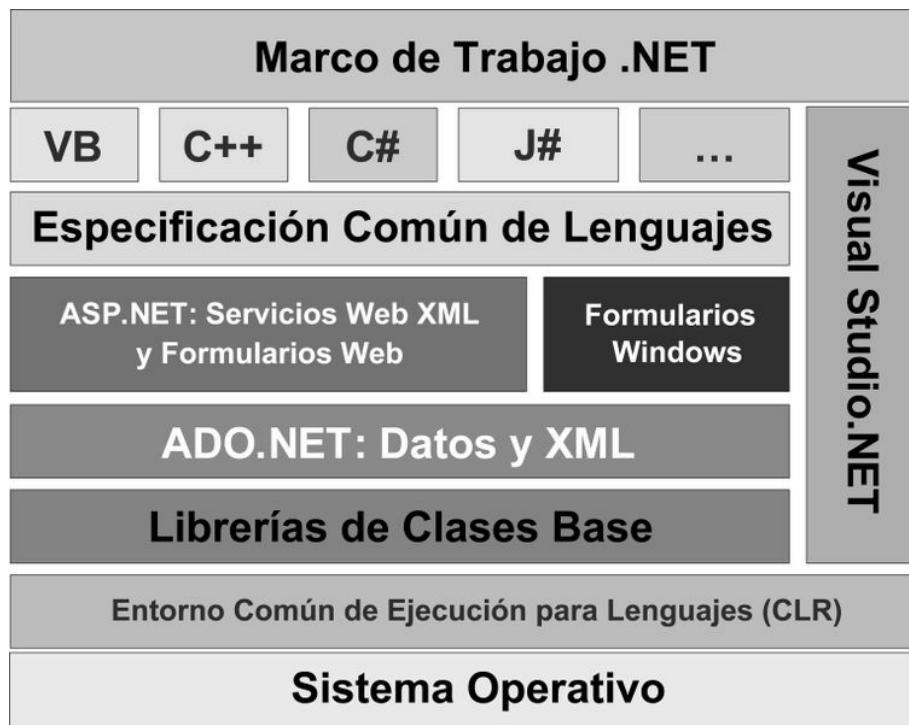 Marco de Trabajo .NET
VB
C++
C#
J#
...
Especificación Común de Lenguajes
ASP.NET: Servicios Web XML
y Formularios Web
Formularios
Windows
ADO.NET: Datos y XML
Librerías de Clases Base
Visual Studio.NET
Entorno Común de Ejecución para Lenguajes (CLR)
Sistema Operativo